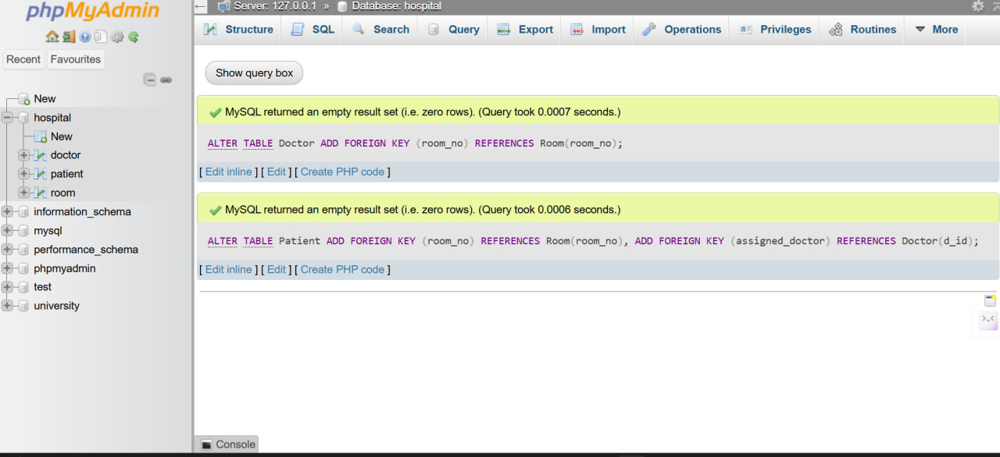 phpMyAdmin
Recent Favourites
New
hospital
New
doctor
patient
room
information_schema
mysql
performance_schema
phpmyadmin
test
university
Server: 127.0.0.1 » Database: hospital
Structure SQL Search Query Export Import Operations Privileges Routines More
Show query box
MySQL returned an empty result set (i.e. zero rows). (Query took 0.0007 seconds.)
ALTER TABLE Doctor ADD FOREIGN KEY (room_no) REFERENCES Room(room_no);
[ Edit inline ] [ Edit ] [ Create PHP code ]
MySQL returned an empty result set (i.e. zero rows). (Query took 0.0006 seconds.)
ALTER TABLE Patient ADD FOREIGN KEY (room_no) REFERENCES Room(room_no), ADD FOREIGN KEY (assigned_doctor) REFERENCES Doctor(d_id);
[ Edit inline ] [ Edit ] [ Create PHP code ]
Console